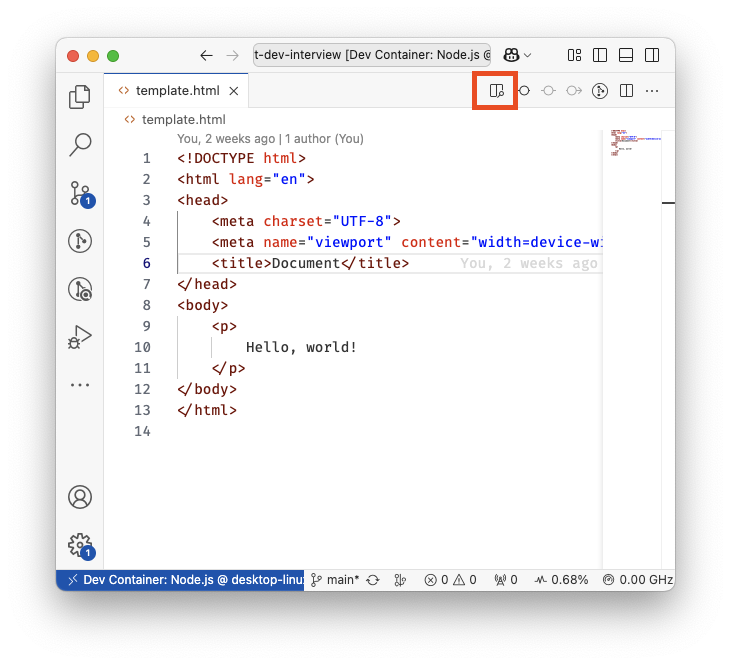 t-dev-interview [Dev Container: Node.js @
template.html
template.html
You, 2 weeks ago | 1 author (You)
1 <!DOCTYPE html>
2 <html lang="en">
3 <head>
4 <meta charset="UTF-8">
5 <meta name="viewport" content="width=device-wi
6 <title>Document</title> You, 2 weeks ago
7 </head>
8 <body>
9 <p>
10 Hello, world!
11 </p>
12 </body>
13 </html>
14
1
1
Dev Container: Node.js @ desktop-linu main* 0 0 0 0.68% 0.00 GHz